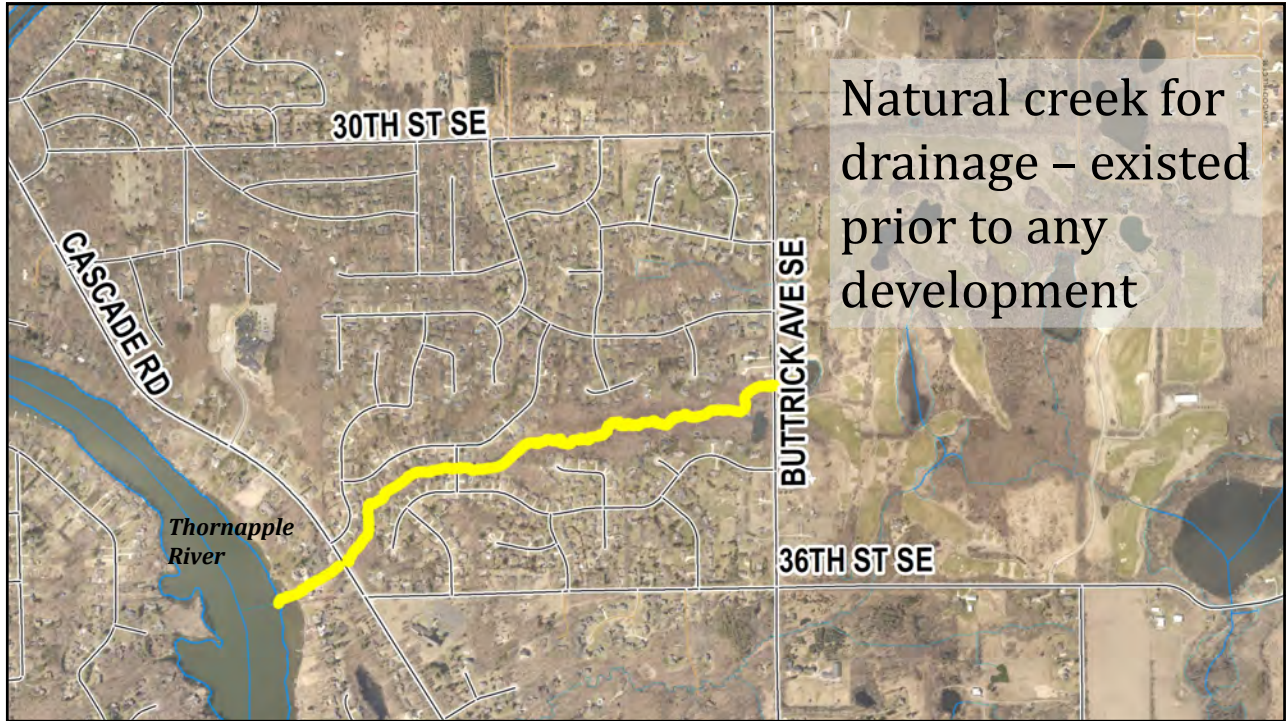 Natural creek for
drainage – existed
prior to any
development
30TH ST SE
CASCADE RD
BUTTRICK AVE SE
Thornapple
River
36TH ST SE